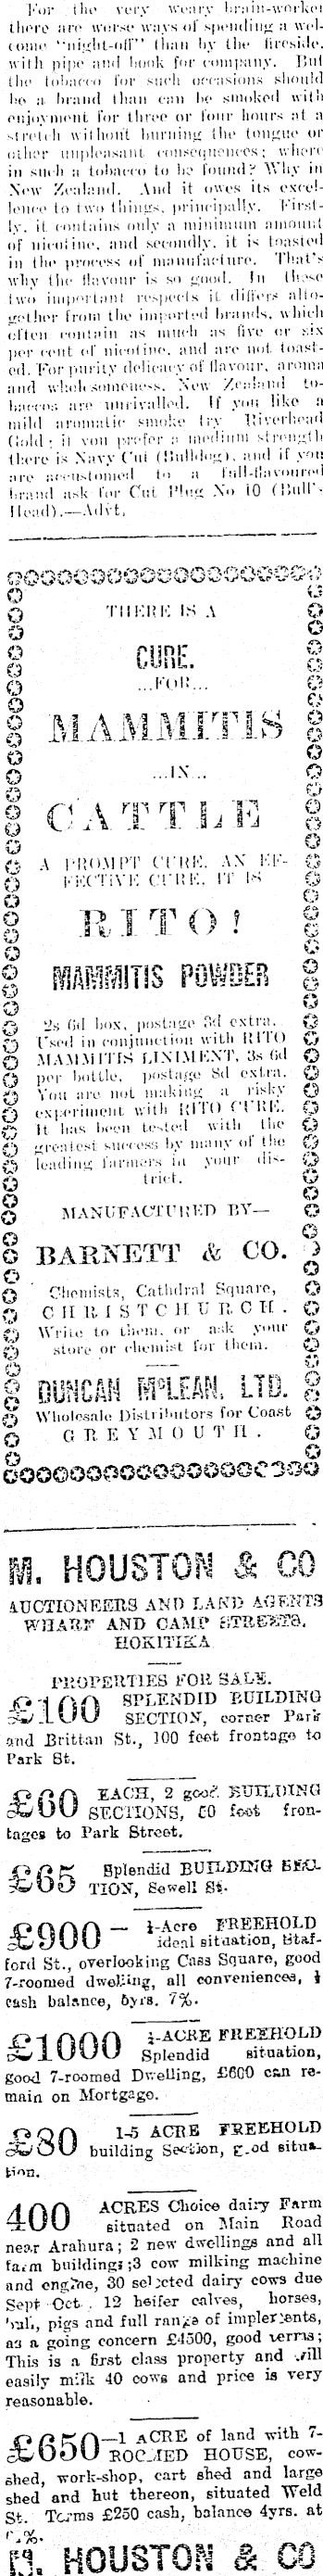 For the very weary brain-worker
there are worse ways of spending a wel-
come "night-off" than by the fireside,
with pipe and book for company. But
the tobacco for such occasions should
be a brand than can be smoked with
enjoyment for three or four hours at a
stretch without burning the tongue or
other unpleasant consequences; where
in such a tobacco to be found? Why in
New Zealand. And it owes its excel-
lence to two things, principally. First-
ly, it contains only a minimum amount
of nicotine, and secondly, it is toasted
in the process of manufacture. That's
why the flavour is so good. In these
two important respects it differs alto-
gether from the imported brands, which
often contain as much as five or six
per cent of nicotine, and are not toast-
ed. For purity delicacy of flavour, aroma
and wholesomeness, New Zealand to-
baccos are unrivalled. If you like a
mild aromatic smoke try Riverhead
Gold; if you prefer a medium strength
there is Navy Cut (Bulldog), and if you
are accustomed to a full-flavoured
brand ask for Cut Plug No 10 (Bull's
Head).—Advt.
THERE IS A
CURE.
...FOR...
MAMMITIS
...IN...
CATTLE
A PROMPT CURE. AN EF-
FECTIVE CURE. IT IS
RITO!
MAMMITIS POWDER
2s 6d box, postage 3d extra.
Used in conjunction with RITO
MAMMITIS LINIMENT, 3s 6d
per bottle, postage 8d extra.
You are not making a risky
experiment with RITO CURE.
It has been tested with the
greatest success by many of the
leading farmers in your dis-
trict.
MANUFACTURED BY—
BARNETT & CO.
Chemists, Cathdral Square,
CHRISTCHURCH.
Write to them, or ask your
store or chemist for them.
DUNCAN McLEAN, LTD.
Wholesale Distributors for Coast
GREYMOUTH.
M. HOUSTON & CO
AUCTIONEERS AND LAND AGENTS
WHARF AND CAMP STREETS,
HOKITIKA
PROPERTIES FOR SALE.
£100 SPLENDID BUILDING
SECTION, corner Park
and Brittan St., 100 feet frontage to
Park St.
£60 EACH, 2 good BUILDING
SECTIONS, 50 feet fron-
tages to Park Street.
£65 Splendid BUILDING SEC-
TION, Sewell St.
£900— ¼-Acre FREEHOLD
ideal situation, Staf-
ford St., overlooking Cass Square, good
7-roomed dwelling, all conveniences,
cash balance, 5yrs. 7%.
£1000 ¼-ACRE FREEHOLD
Splendid situation,
good 7-roomed Dwelling, £600 can re-
main on Mortgage.
£80 1-5 ACRE FREEHOLD
building Section, good situa-
tion.
400 ACRES Choice dairy Farm
situated on Main Road
near Arahura; 2 new dwellings and all
farm buildings;3 cow milking machine
and engine, 30 selected dairy cows due
Sept Oct. 12 heifer calves, horses,
bull, pigs and full range of implements,
as a going concern £4500, good terms;
This is a first class property and will
easily milk 40 cows and price is very
reasonable.
£650—1 ACRE of land with 7-
ROOMED HOUSE, cow-
shed, work-shop, cart shed and large
shed and hut thereon, situated Weld
St. Terms £250 cash, balance 4yrs. at
M. HOUSTON & CO